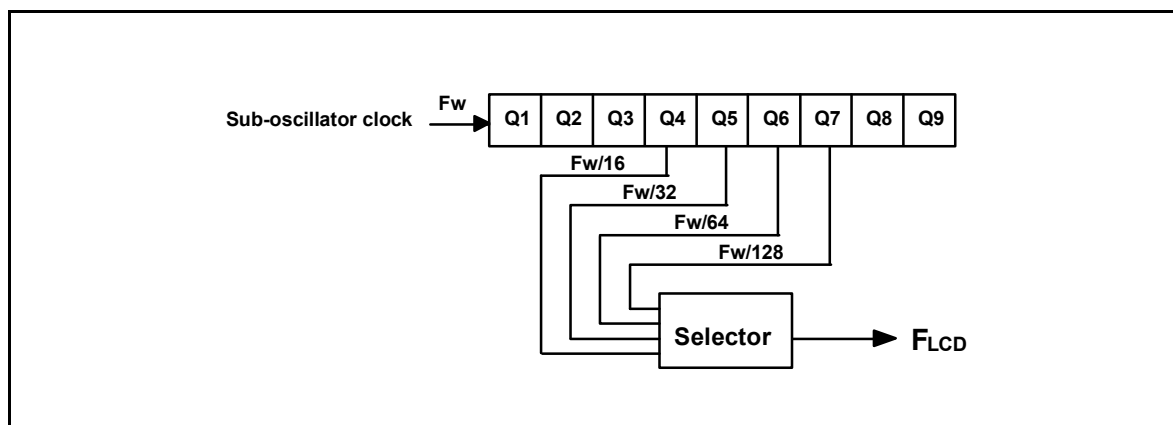 Sub-oscillator clock
Fw
Q1 Q2 Q3 Q4 Q5 Q6 Q7 Q8 Q9
Fw/16
Fw/32
Fw/64
Fw/128
Selector
FLCD